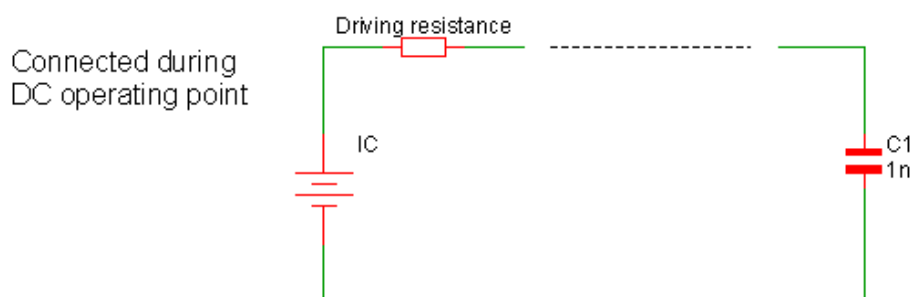 Driving resistance
Connected during
DC operating point
IC
C1
1n